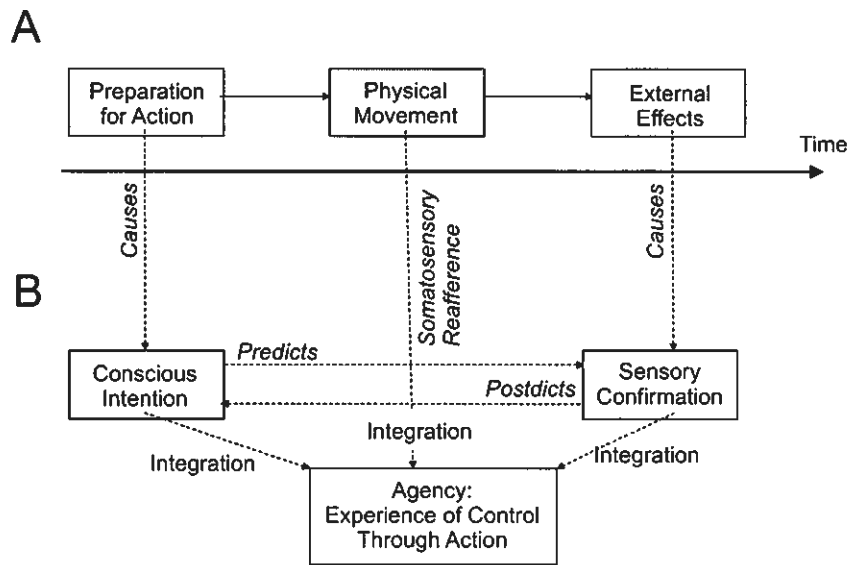 A
Preparation
for Action
Physical
Movement
External
Effects
Time
Causes
Somatosensory
Reafference
Causes
B
Conscious
Intention
Predicts
Postdicts
Sensory
Confirmation
Integration
Integration
Integration
Agency:
Experience of Control
Through Action